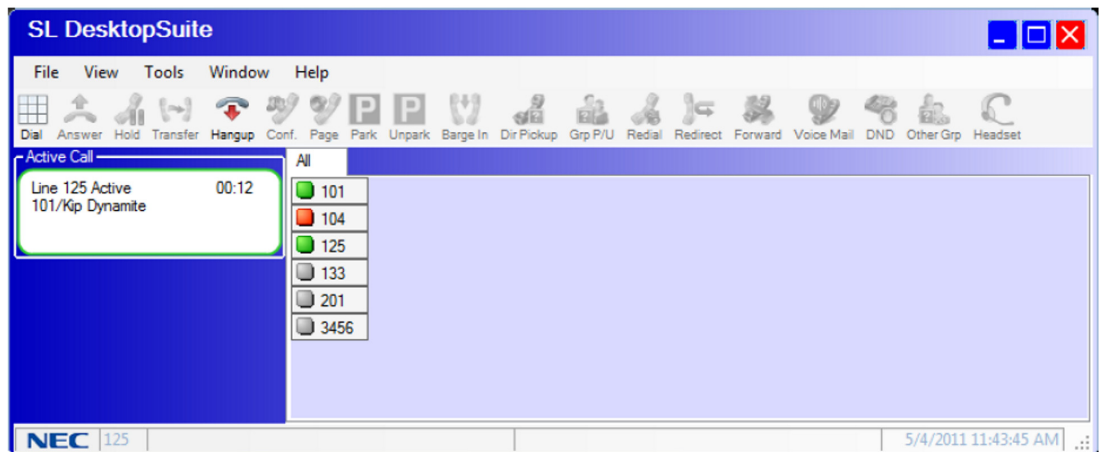 SL DesktopSuite
File View Tools Window Help
Dial Answer Hold Transfer Hangup Conf. Page Park Unpark Barge In Dir Pickup Grp P/U Redial Redirect Forward Voice Mail DND Other Grp Headset
Active Call
All
Line 125 Active 00:12
101/Kip Dynamite
101
104
125
133
201
3456
NEC 125 5/4/2011 11:43:45 AM